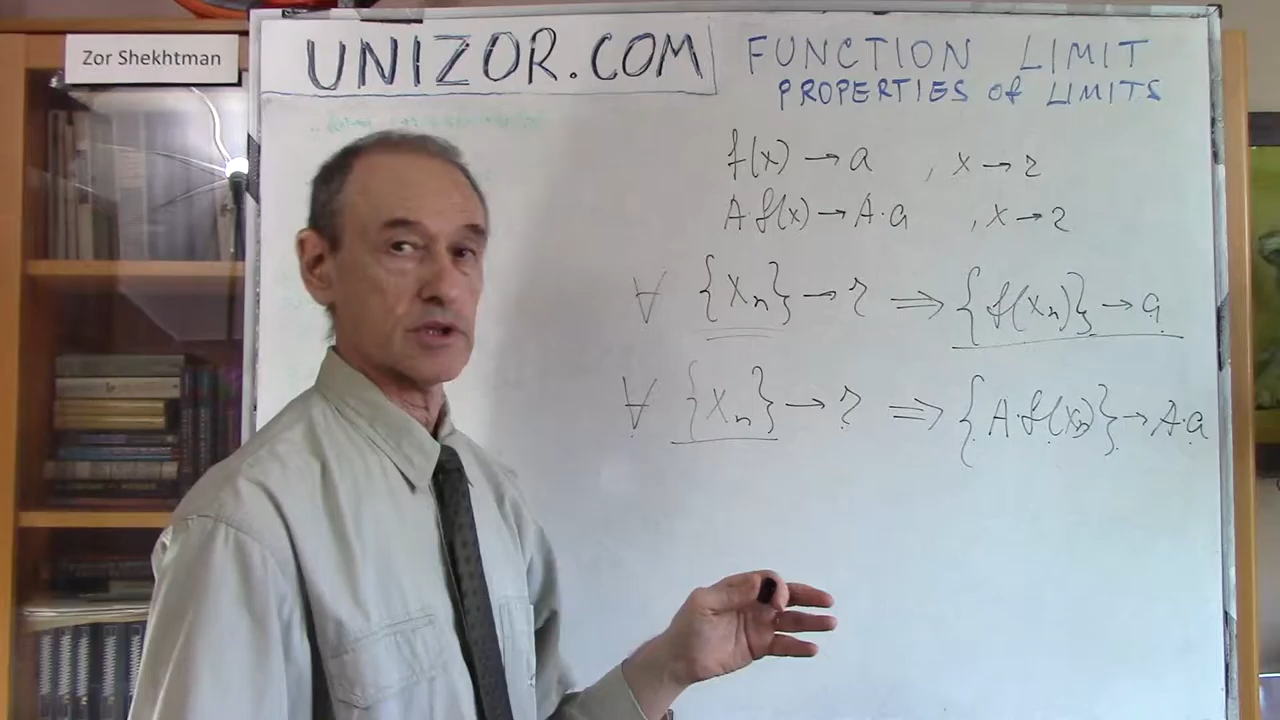 Zor Shekhtman
UNIZOR.COM
FUNCTION LIMIT
PROPERTIES of LIMITS
f(x) → a , x → r
A·f(x) → A·a , x → r
∀ {Xn} → r ⇒ {f(Xn)} → a
∀ {Xn} → r ⇒ {A·f(Xn)} → A·a